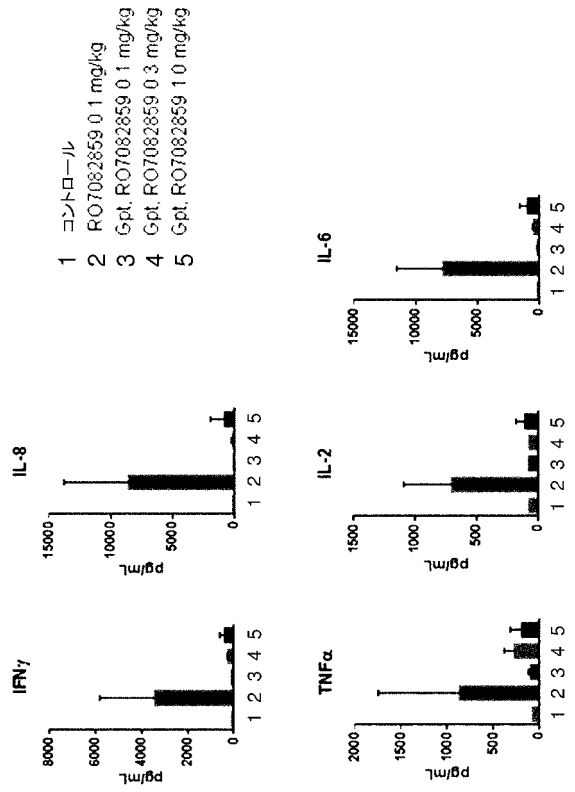 IFNγ
8000
6000
4000
2000
0
pg/mL
1 2 3 4 5
IL-8
15000
10000
5000
0
pg/mL
1 2 3 4 5
1 コントロール
2 RO7082859 0 1 mg/kg
3 Gpt. RO7082859 0 1 mg/kg
4 Gpt. RO7082859 0 3 mg/kg
5 Gpt. RO7082859 1 0 mg/kg
TNFα
2000
1500
1000
500
0
pg/mL
1 2 3 4 5
IL-2
1500
1000
500
0
pg/mL
1 2 3 4 5
IL-6
15000
10000
5000
0
pg/mL
1 2 3 4 5